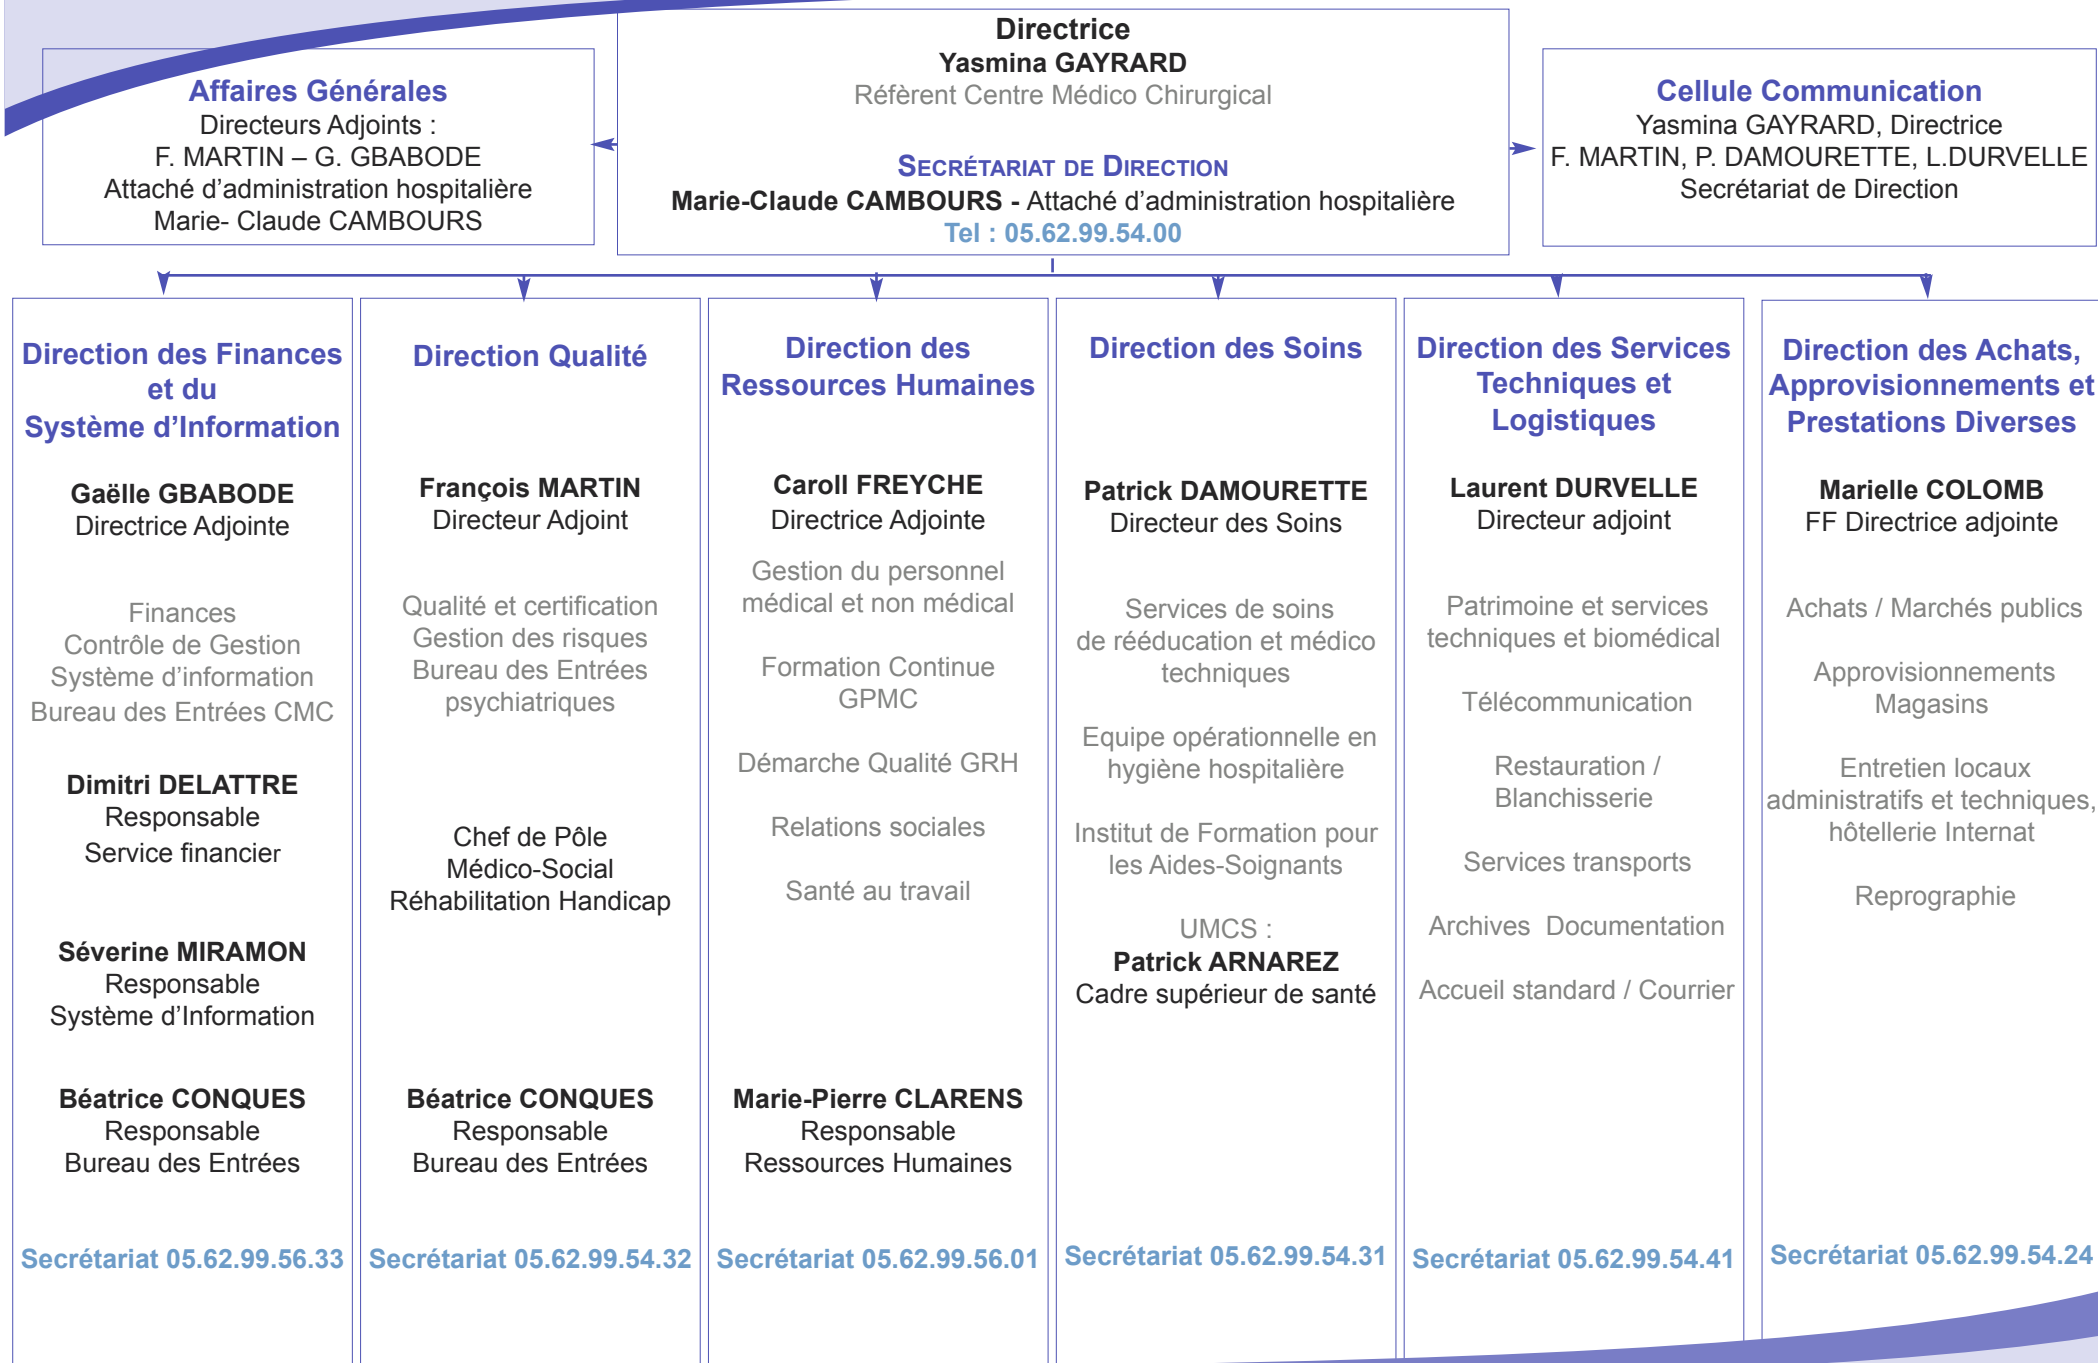 Directrice
Yasmina GAYRARD
Réfèrent Centre Médico Chirurgical
SECRÉTARIAT DE DIRECTION
Marie-Claude CAMBOURS - Attaché d’administration hospitalière
Tel : 05.62.99.54.00
Affaires Générales
Directeurs Adjoints :
F. MARTIN – G. GBABODE
Attaché d’administration hospitalière
Marie- Claude CAMBOURS
Cellule Communication
Yasmina GAYRARD, Directrice
F. MARTIN, P. DAMOURETTE, L.DURVELLE
Secrétariat de Direction
Direction des Finances
et du
Système d’Information
Gaëlle GBABODE
Directrice Adjointe
Finances
Contrôle de Gestion
Système d’information
Bureau des Entrées CMC
Dimitri DELATTRE
Responsable
Service financier
Séverine MIRAMON
Responsable
Système d’Information
Béatrice CONQUES
Responsable
Bureau des Entrées
Secrétariat 05.62.99.56.33
Direction Qualité
François MARTIN
Directeur Adjoint
Qualité et certification
Gestion des risques
Bureau des Entrées
psychiatriques
Chef de Pôle
Médico-Social
Réhabilitation Handicap
Béatrice CONQUES
Responsable
Bureau des Entrées
Secrétariat 05.62.99.54.32
Direction des
Ressources Humaines
Caroll FREYCHE
Directrice Adjointe
Gestion du personnel
médical et non médical
Formation Continue
GPMC
Démarche Qualité GRH
Relations sociales
Santé au travail
Marie-Pierre CLARENS
Responsable
Ressources Humaines
Secrétariat 05.62.99.56.01
Direction des Soins
Patrick DAMOURETTE
Directeur des Soins
Services de soins
de rééducation et médico
techniques
Equipe opérationnelle en
hygiène hospitalière
Institut de Formation pour
les Aides-Soignants
UMCS :
Patrick ARNAREZ
Cadre supérieur de santé
Secrétariat 05.62.99.54.31
Direction des Services
Techniques et
Logistiques
Laurent DURVELLE
Directeur adjoint
Patrimoine et services
techniques et biomédical
Télécommunication
Restauration /
Blanchisserie
Services transports
Archives  Documentation
Accueil standard / Courrier
Secrétariat 05.62.99.54.41
Direction des Achats,
Approvisionnements et
Prestations Diverses
Marielle COLOMB
FF Directrice adjointe
Achats / Marchés publics
Approvisionnements
Magasins
Entretien locaux
administratifs et techniques,
hôtellerie Internat
Reprographie
Secrétariat 05.62.99.54.24